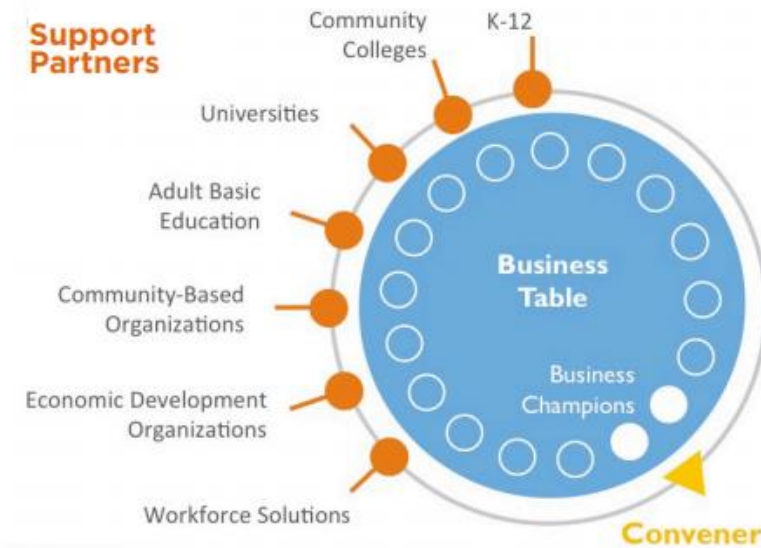 Support
Partners
Community
Colleges
K-12
Universities
Adult Basic
Education
Community-Based
Organizations
Economic Development
Organizations
Workforce Solutions
Business
Table
Business
Champions
Convener